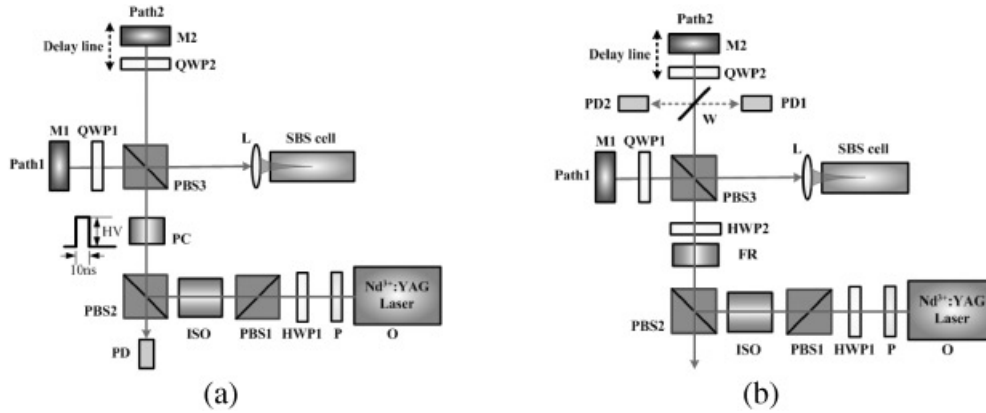 Path2
M2
Delay line
QWP2
M1 QWP1
Path1
L
SBS cell
PBS3
HV
10ns
PC
PBS2
ISO
PBS1
HWP1
P
Nd³⁺:YAG
Laser
O
PD
(a)
Path2
M2
Delay line
QWP2
PD2
PD1
W
M1 QWP1
Path1
L
SBS cell
PBS3
HWP2
FR
PBS2
ISO
PBS1
HWP1
P
Nd³⁺:YAG
Laser
O
(b)